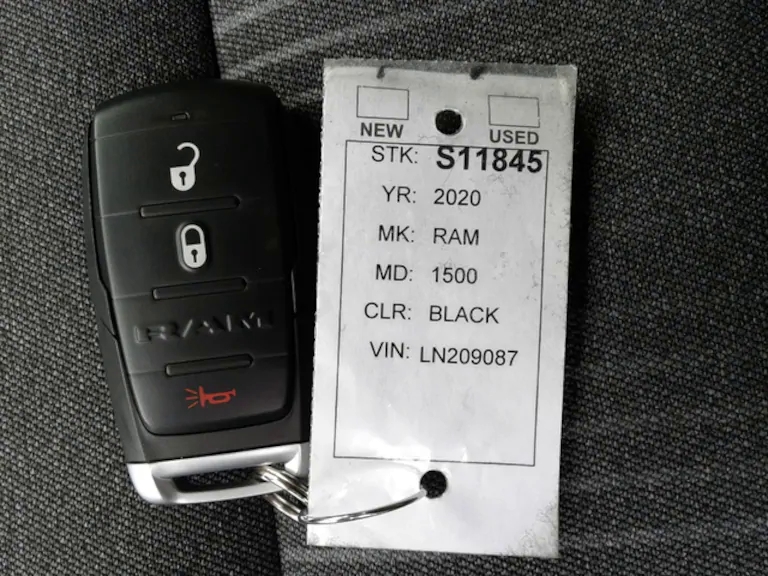 RAM
NEW
USED
STK: S11845
YR: 2020
MK: RAM
MD: 1500
CLR: BLACK
VIN: LN209087